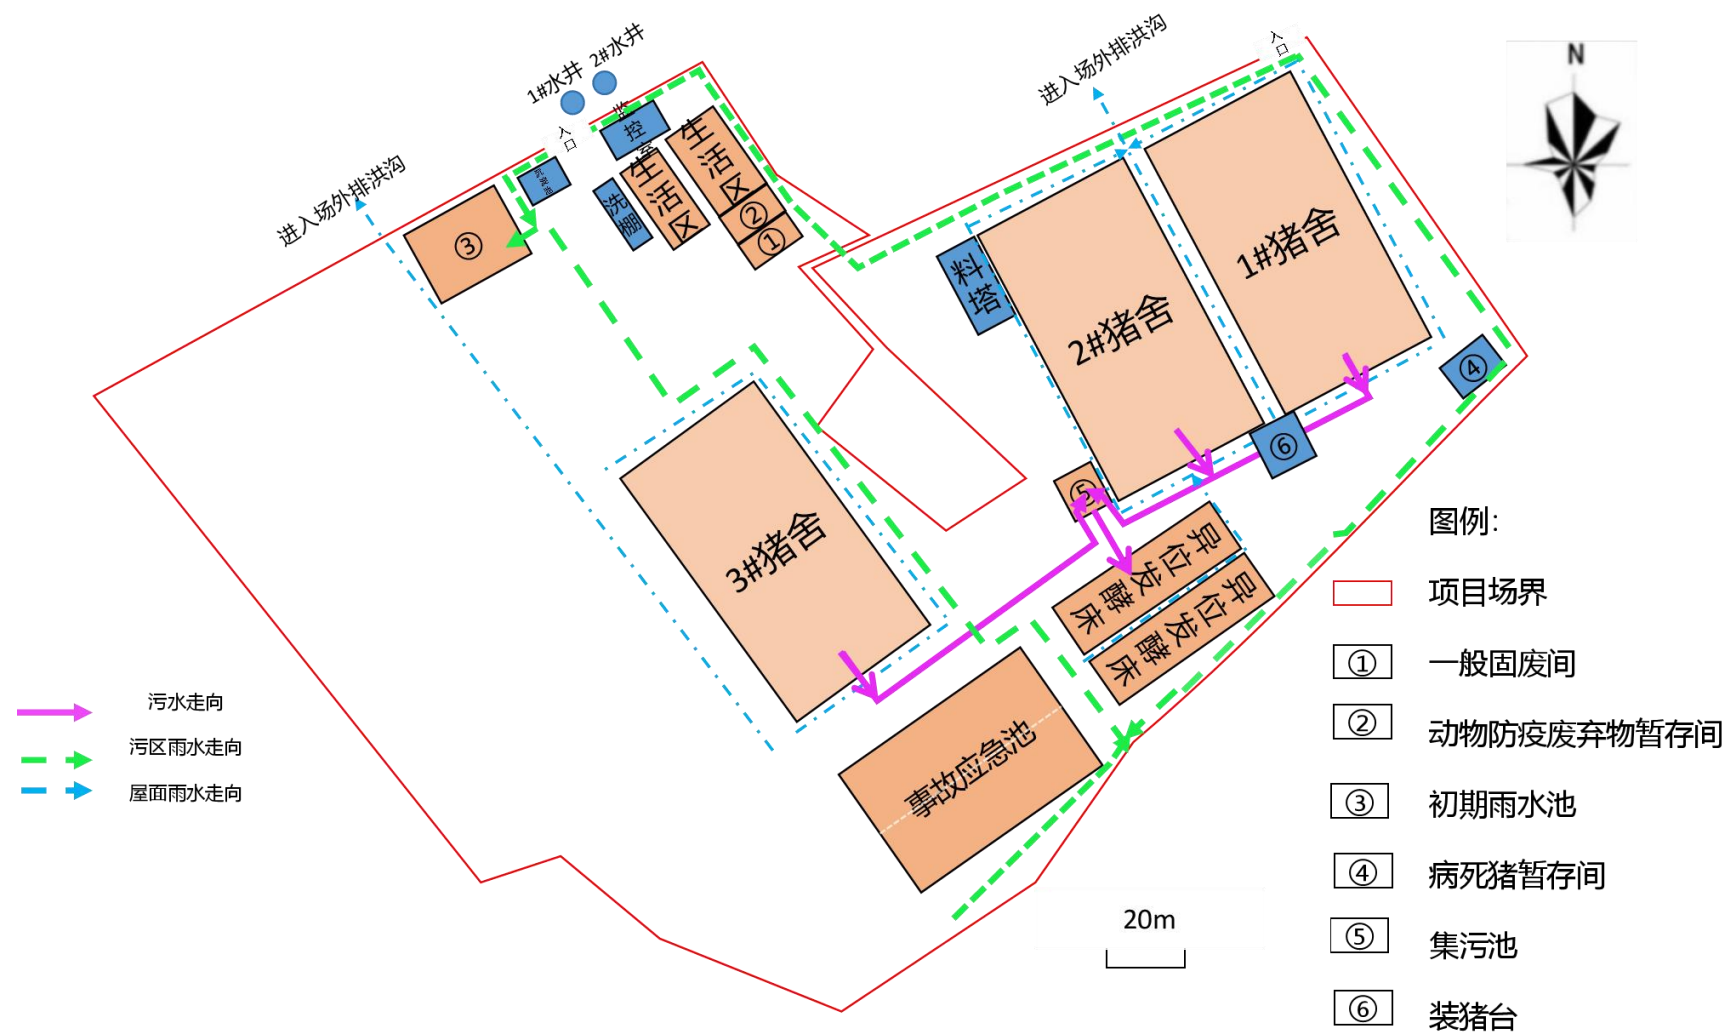 2#水井
1#水井
进入场外排洪沟
入口
N
监控室
生活区
入口
生活区
洗棚
②
①
进入场外排洪沟
③
1#猪舍
料塔
2#猪舍
④
⑥
⑤
3#猪舍
异位发酵床
异位发酵床
事故应急池
20m
污水走向
污区雨水走向
屋面雨水走向
图例：
项目场界
① 一般固废间
② 动物防疫废弃物暂存间
③ 初期雨水池
④ 病死猪暂存间
⑤ 集污池
⑥ 装猪台